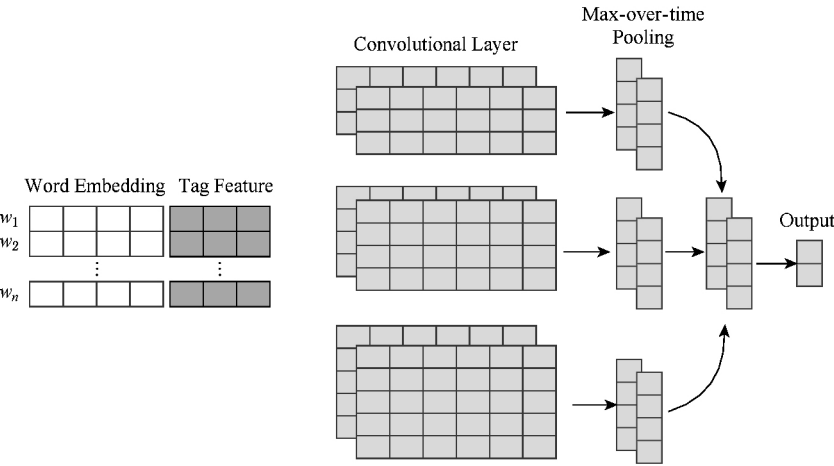 Max-over-time
Pooling
Convolutional Layer
Word Embedding Tag Feature
w1
w2
⋮ ⋮
wn
Output